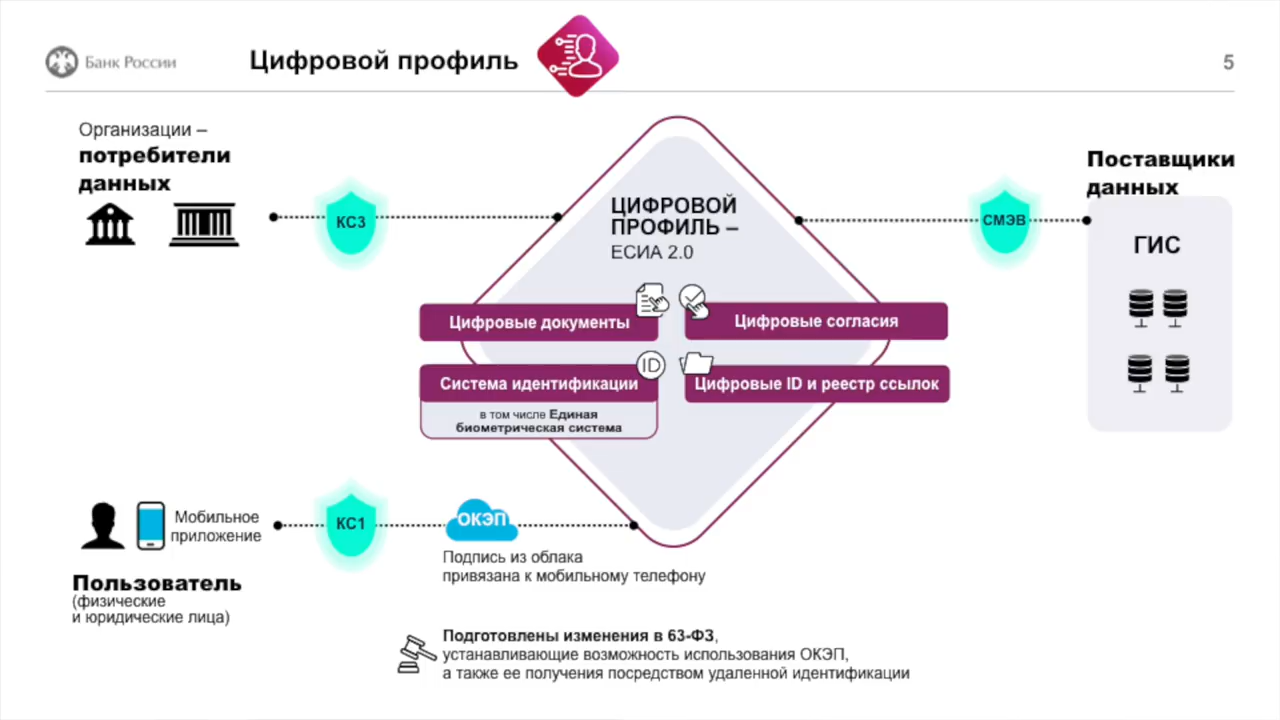 Банк России
Цифровой профиль
5
Организации –
потребители
данных
КС3
ЦИФРОВОЙ
ПРОФИЛЬ –
ЕСИА 2.0
СМЭВ
Поставщики
данных
ГИС
Цифровые документы
Цифровые согласия
ID
Система идентификации
Цифровые ID и реестр ссылок
в том числе Единая
биометрическая система
Мобильное
приложение
КС1
ОКЭП
Подпись из облака
привязана к мобильному телефону
Пользователь
(физические
и юридические лица)
Подготовлены изменения в 63-ФЗ,
устанавливающие возможность использования ОКЭП,
а также ее получения посредством удаленной идентификации